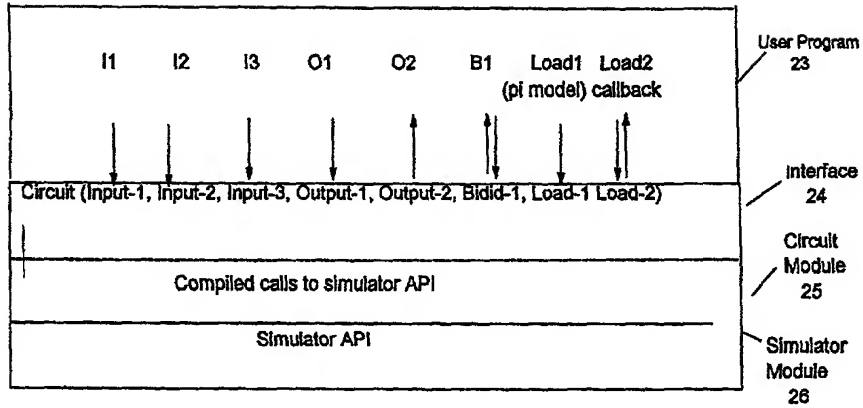 I1 I2 I3 O1 O2 B1 Load1 Load2
(pi model) callback
User Program
23
Circuit (Input-1, Input-2, Input-3, Output-1, Output-2, Bidid-1, Load-1 Load-2)
Interface
24
Compiled calls to simulator API
Circuit
Module
25
Simulator API
Simulator
Module
26